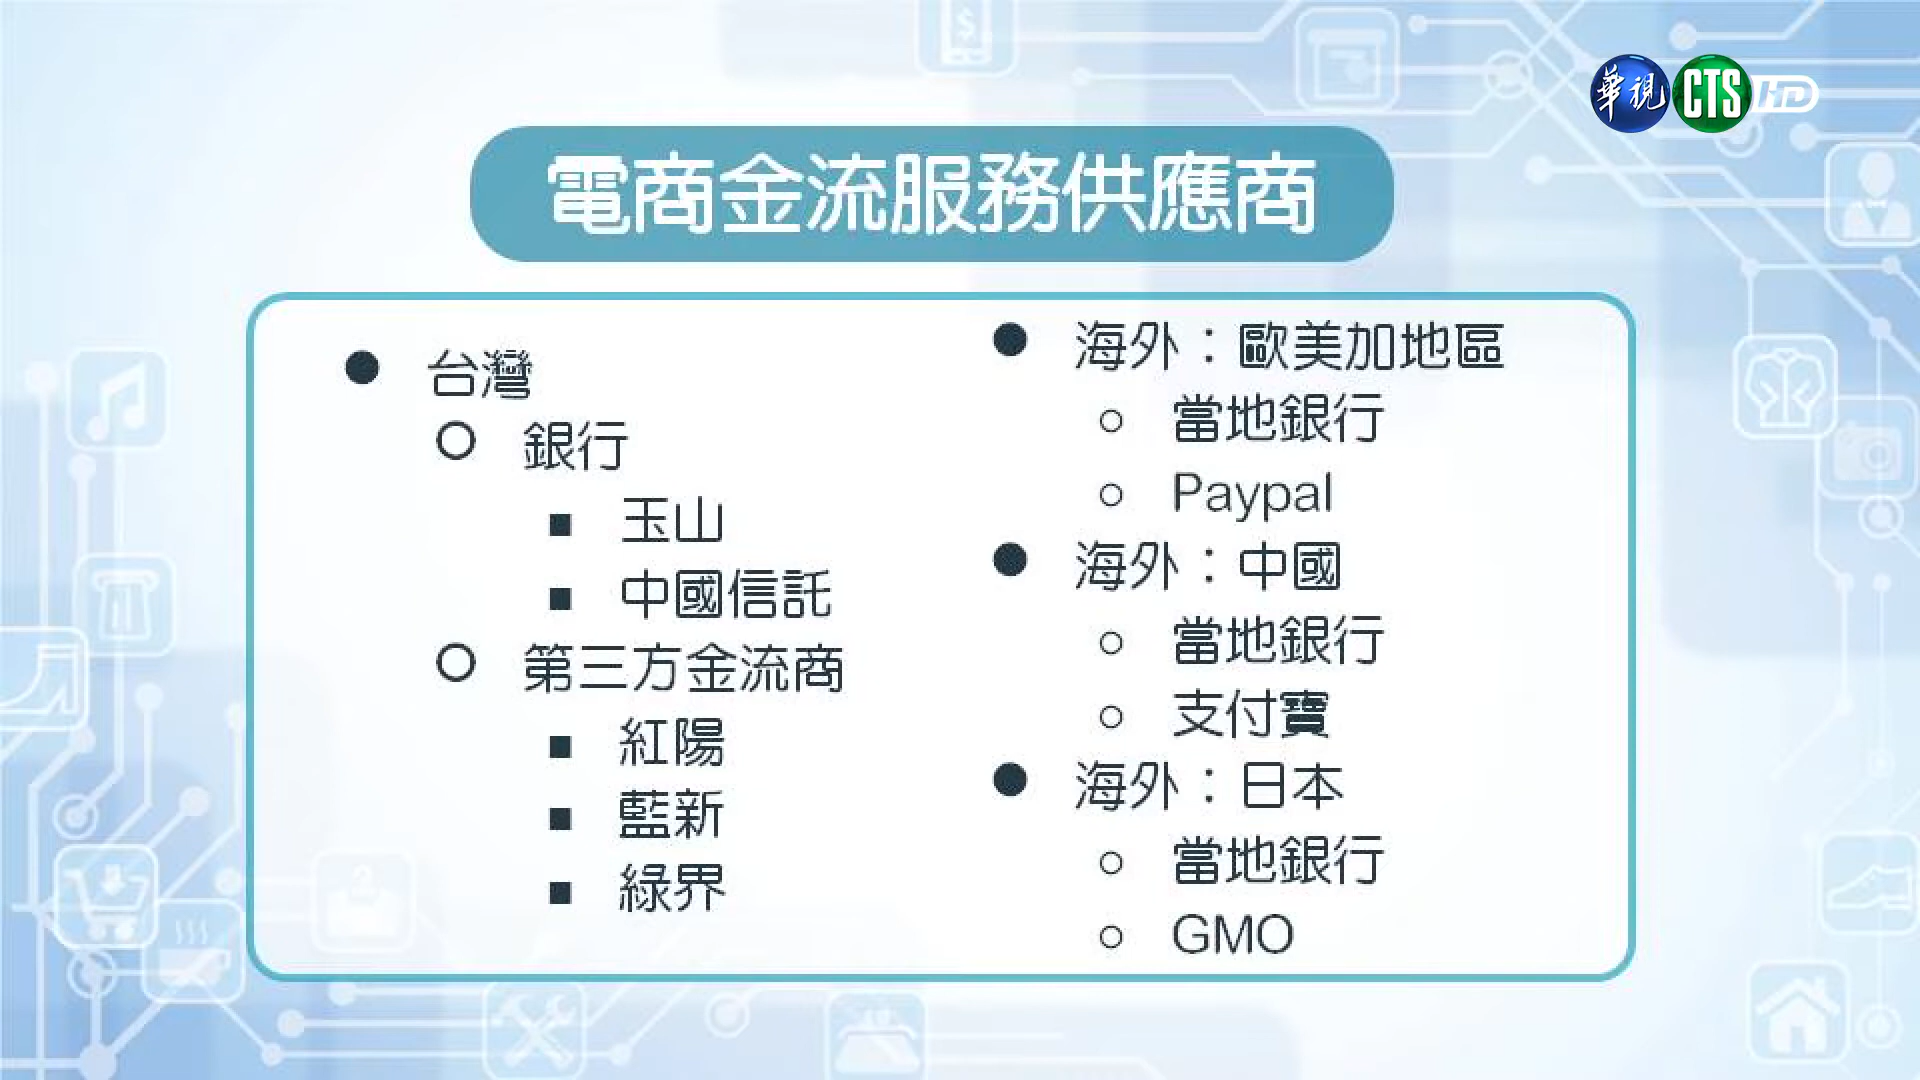 華視 CTS HD
電商金流服務供應商
● 台灣
○ 銀行
■ 玉山
■ 中國信託
○ 第三方金流商
■ 紅陽
■ 藍新
■ 綠界
● 海外：歐美加地區
○ 當地銀行
○ Paypal
● 海外：中國
○ 當地銀行
○ 支付寶
● 海外：日本
○ 當地銀行
○ GMO